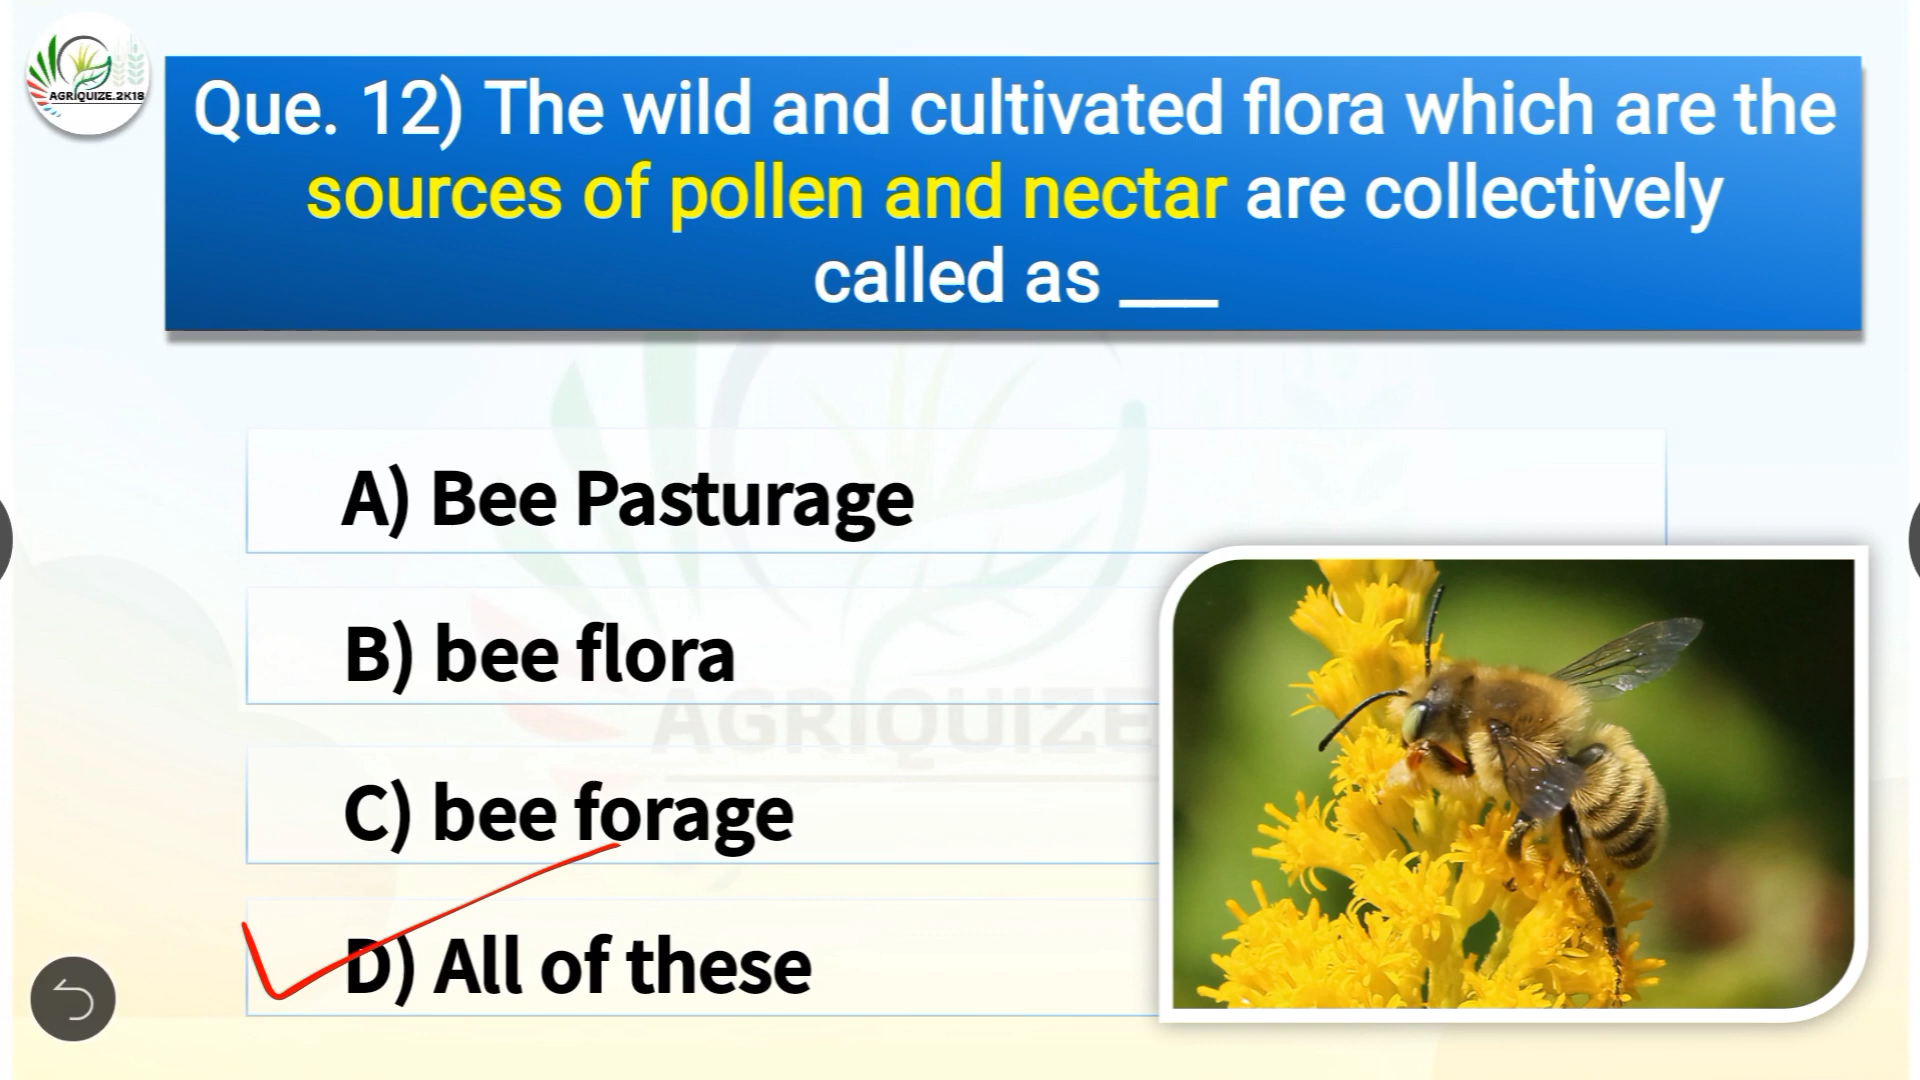 AGRIQUIZE.2K18
Que. 12) The wild and cultivated flora which are the
sources of pollen and nectar are collectively
called as ___
A) Bee Pasturage
B) bee flora
AGRIQUIZE
C) bee forage
D) All of these